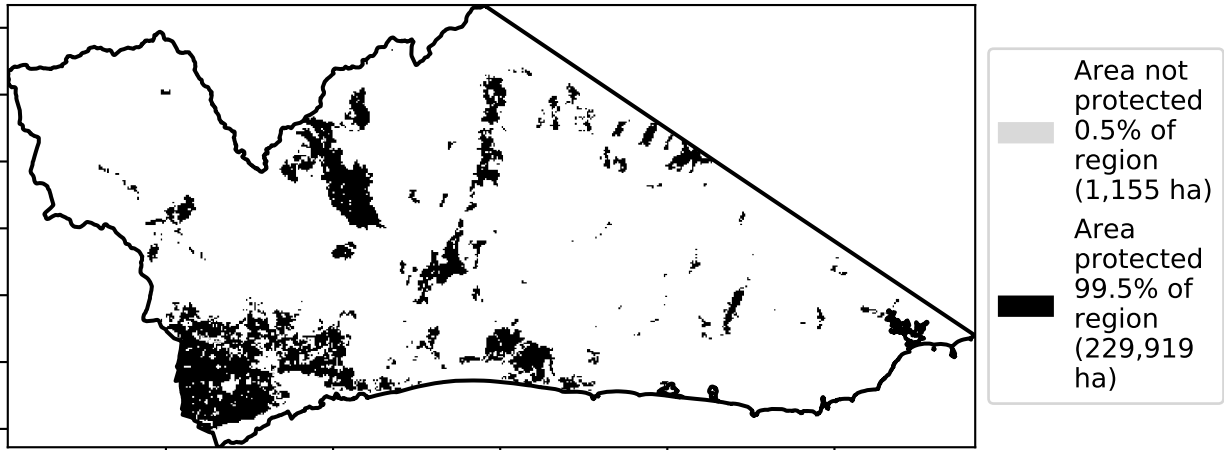 Area not
protected
0.5% of
region
(1,155 ha)
Area
protected
99.5% of
region
(229,919
ha)